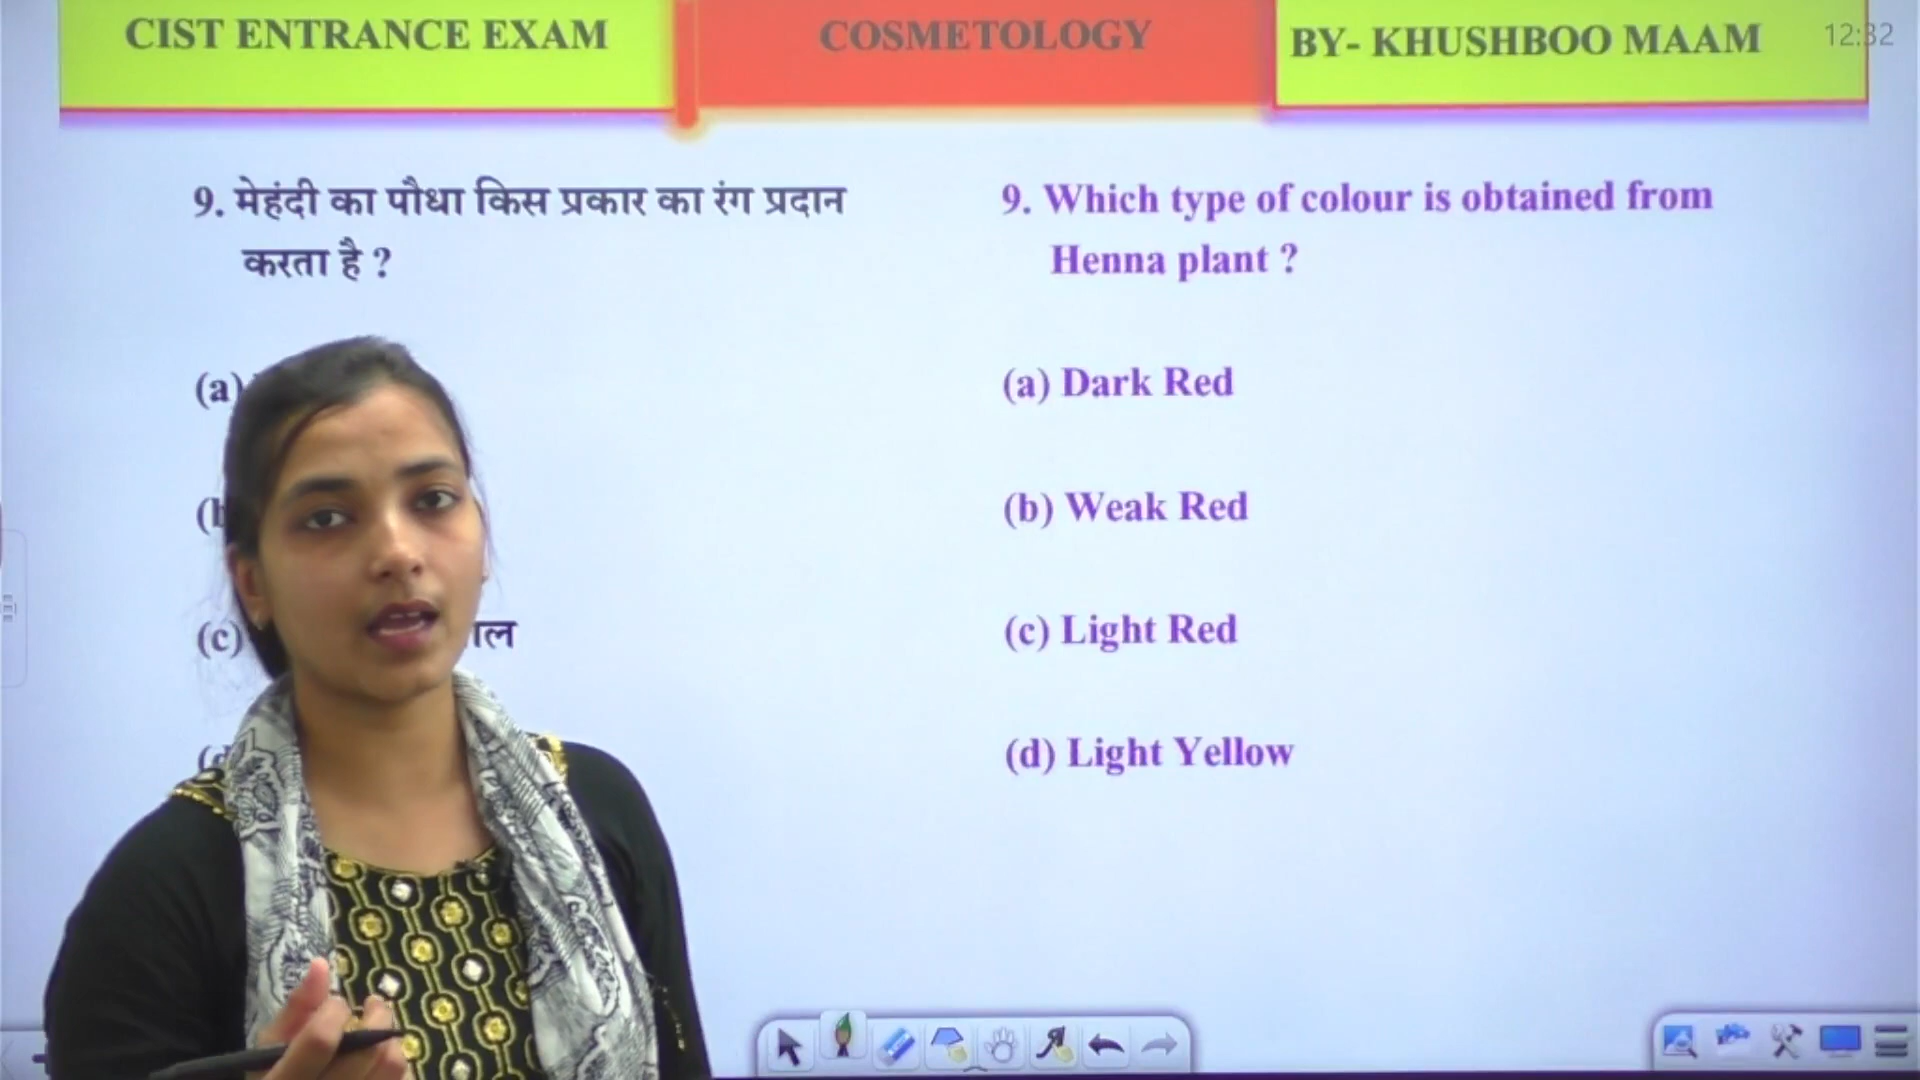 CIST ENTRANCE EXAM
COSMETOLOGY
BY- KHUSHBOO MAAM
12:32
9. मेहंदी का पौधा किस प्रकार का रंग प्रदान
करता है ?
(a)
(c)
9. Which type of colour is obtained from
Henna plant ?
(a) Dark Red
(b) Weak Red
(c) Light Red
(d) Light Yellow